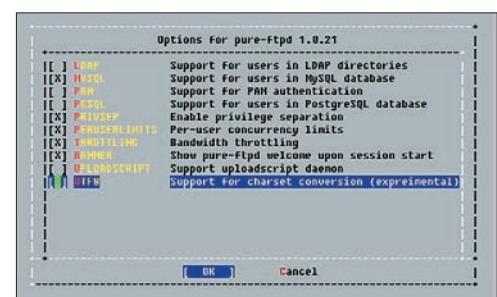 Options for pure-ftpd 1.0.21
[ ] LDAP Support for users in LDAP directories
[X] MYSQL Support for users in MySQL database
[ ] PAM Support for PAM authentication
[ ] PGSQL Support for users in PostgreSQL database
[X] PRIVSEP Enable privilege separation
[X] PERUSERLIMITS Per-user concurrency limits
[X] THROTTLING Bandwidth throttling
[X] BANNER Show pure-ftpd welcome upon session start
[ ] UPLOADSCRIPT Support uploadscript daemon
[ ] UTF8 Support for charset conversion (expreimental)
[ OK ] Cancel